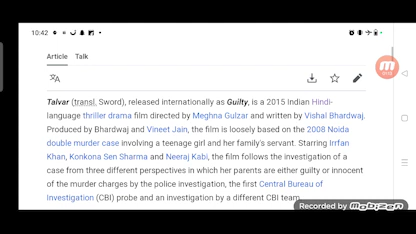 10:42
Article Talk
Talvar (transl. Sword), released internationally as Guilty, is a 2015 Indian Hindi-
language thriller drama film directed by Meghna Gulzar and written by Vishal Bhardwaj.
Produced by Bhardwaj and Vineet Jain, the film is loosely based on the 2008 Noida
double murder case involving a teenage girl and her family's servant. Starring Irrfan
Khan, Konkona Sen Sharma and Neeraj Kabi, the film follows the investigation of a
case from three different perspectives in which her parents are either guilty or innocent
of the murder charges by the police investigation, the first Central Bureau of
Investigation (CBI) probe and an investigation by a different CBI team.
Recorded by Mobizen